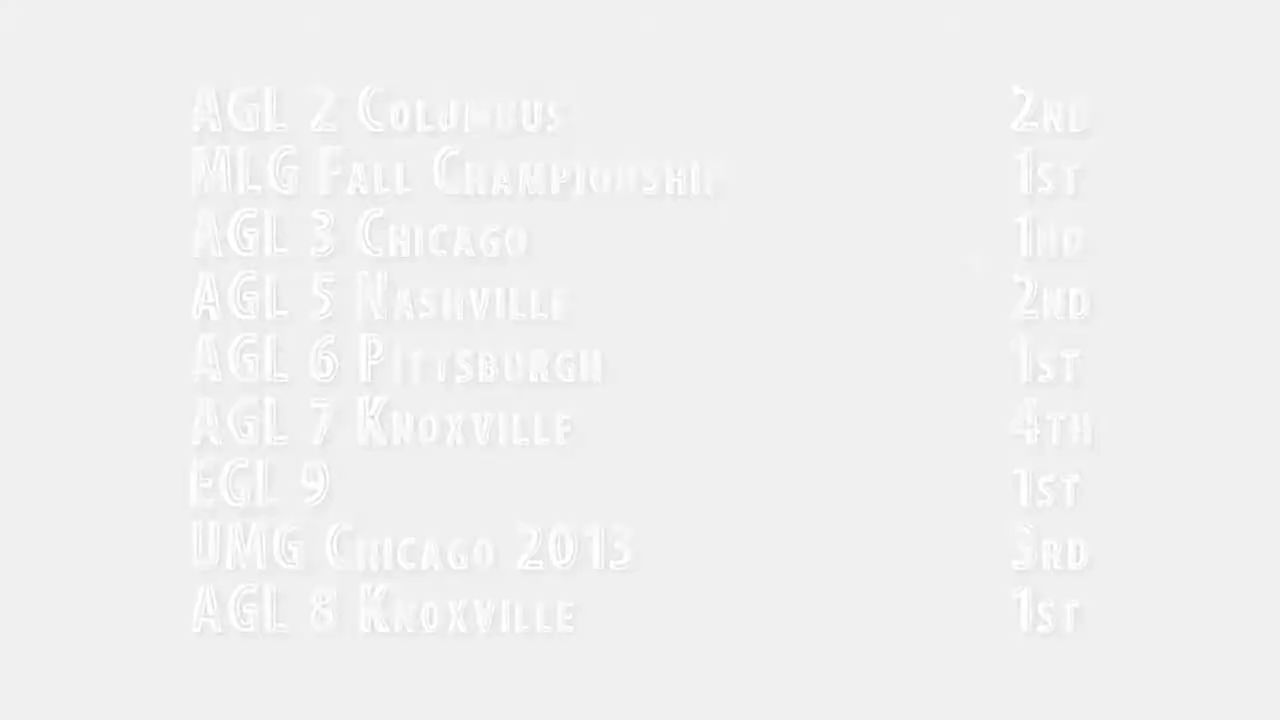 AGL 2 Columbus 2nd
MLG Fall Championship 1st
AGL 3 Chicago
AGL 5 Nashville 2nd
AGL 6 Pittsburgh 1st
AGL 7 Knoxville 4th
EGL 9 1st
UMG Chicago 2013 3rd
AGL 8 Knoxville 1st